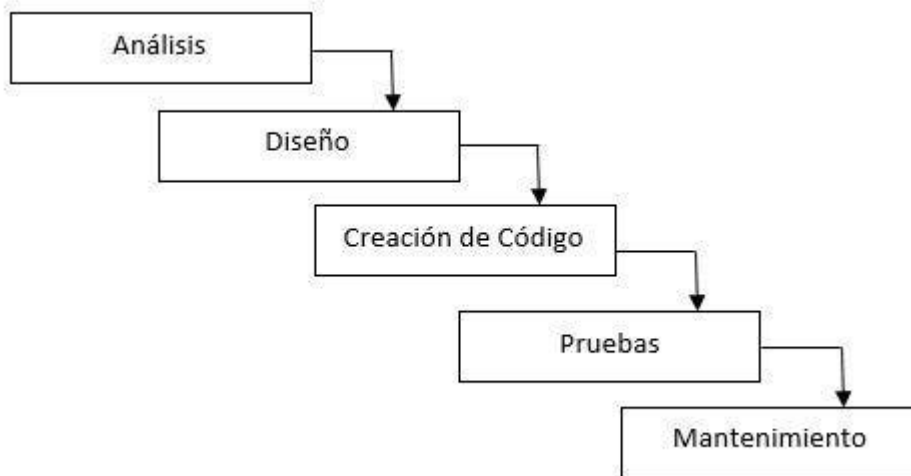 Análisis
Diseño
Creación de Código
Pruebas
Mantenimiento